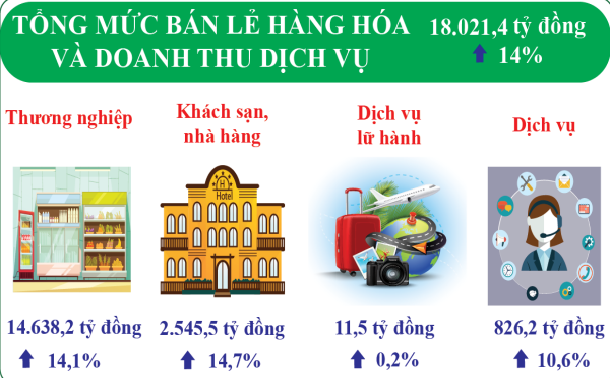 TỔNG MỨC BÁN LẺ HÀNG HÓA
VÀ DOANH THU DỊCH VỤ
18.021,4 tỷ đồng
14%
Thương nghiệp
Khách sạn,
nhà hàng
Dịch vụ
lữ hành
Dịch vụ
H
Hotel
14.638,2 tỷ đồng
14,1%
2.545,5 tỷ đồng
14,7%
11,5 tỷ đồng
0,2%
826,2 tỷ đồng
10,6%